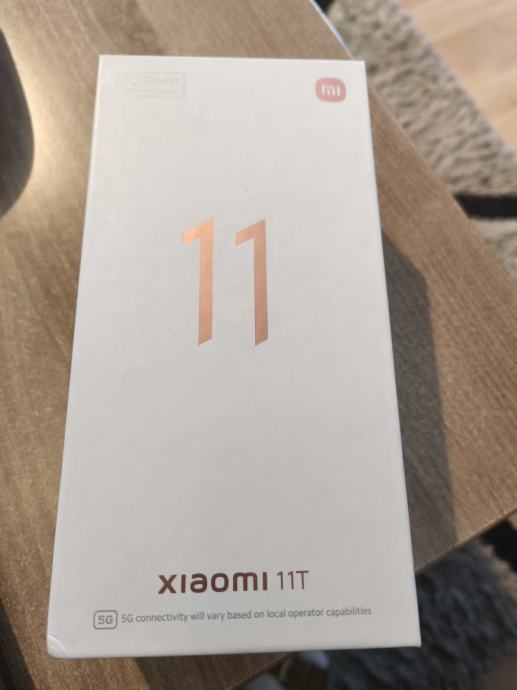 108MP
mi
11
xiaomi 11T
5G 5G connectivity will vary based on local operator capabilities